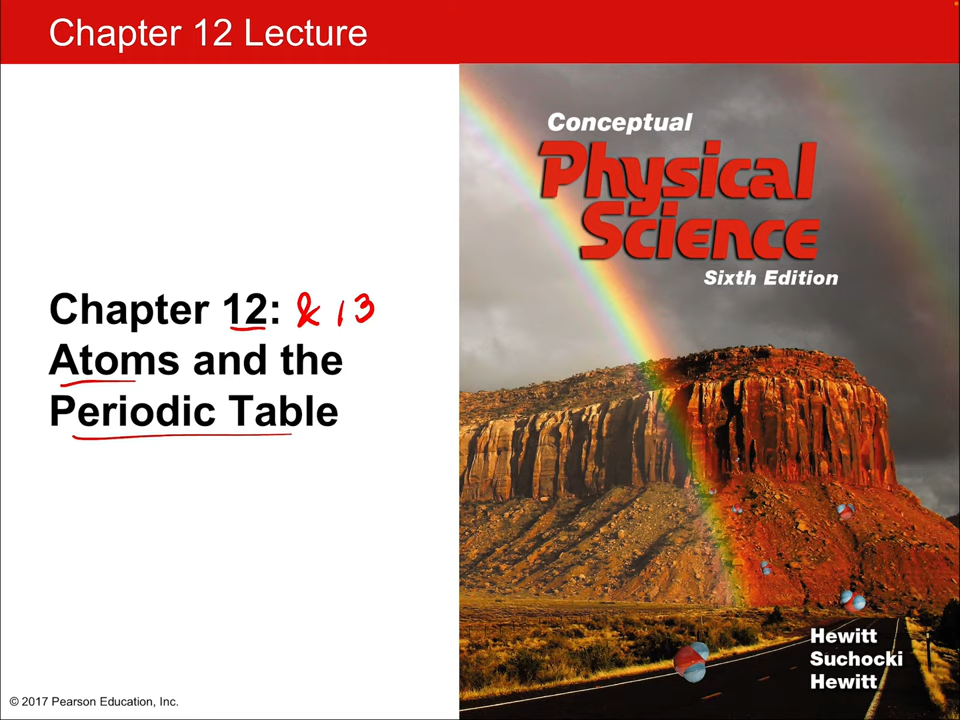 Chapter 12 Lecture
Conceptual
Physical
Science
Sixth Edition
Chapter 12: & 13
Atoms and the
Periodic Table
Hewitt
Suchocki
Hewitt
© 2017 Pearson Education, Inc.